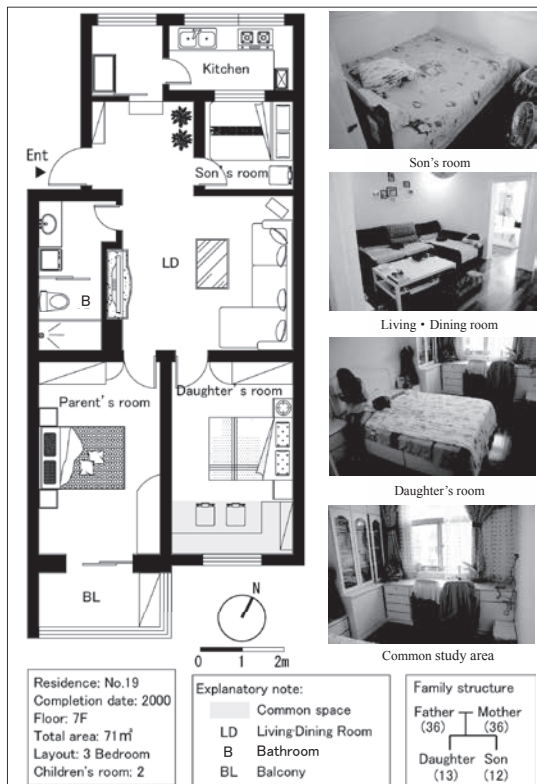 Kitchen
Ent
Son's room
LD
B
Parent's room
Daughter's room
BL
N
0 1 2m
Son's room
Living・Dining room
Daughter's room
Common study area
Residence: No.19
Completion date: 2000
Floor: 7F
Total area: 71㎡
Layout: 3 Bedroom
Children's room: 2
Explanatory note:
Common space
LD Living·Dining Room
B Bathroom
BL Balcony
Family structure
Father Mother
(36) (36)
Daughter Son
(13) (12)